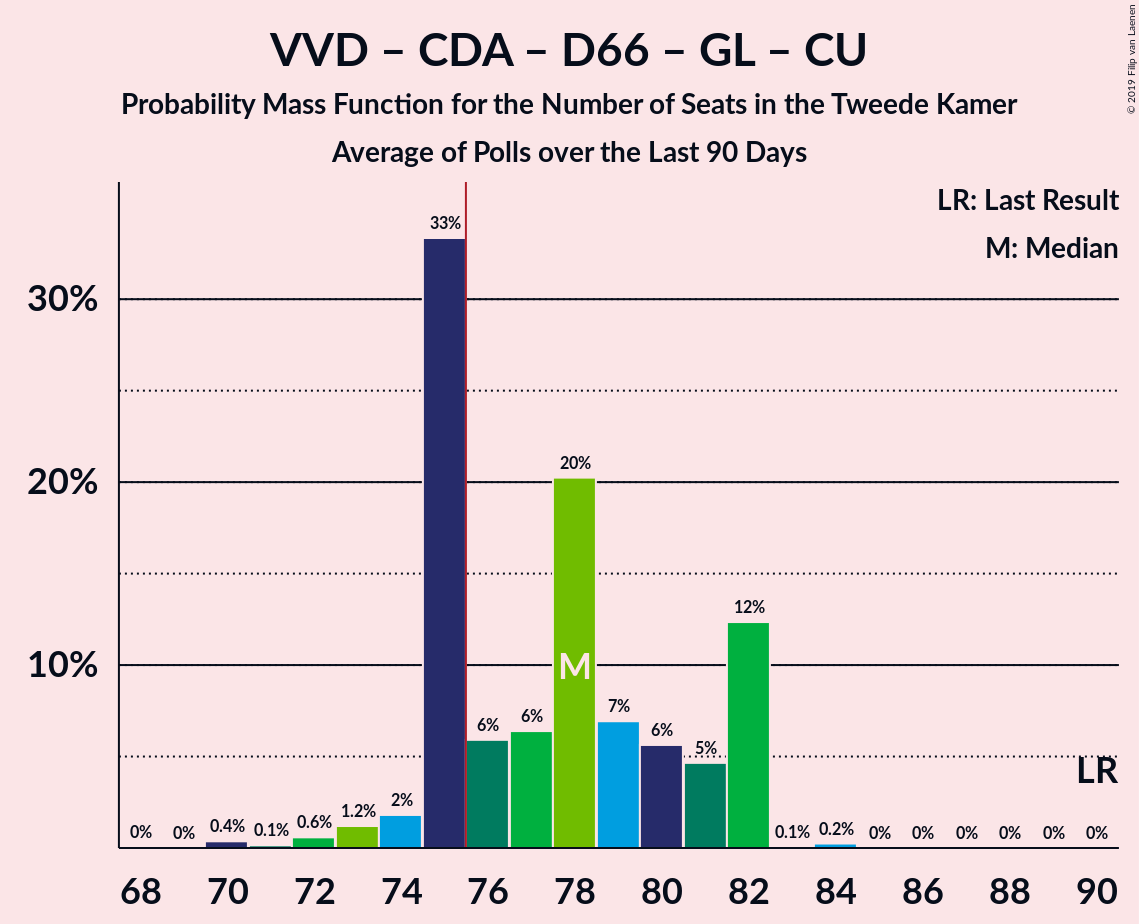 VVD – CDA – D66 – GL – CU
Probability Mass Function for the Number of Seats in the Tweede Kamer
Average of Polls over the Last 90 Days
© 2019 Filip van Laenen
LR: Last Result
M: Median
30%
20%
10%
0% 0% 0.4% 0.1% 0.6% 1.2% 2% 33% 6% 6% 20% 7% 6% 5% 12% 0.1% 0.2% 0% 0% 0% 0% 0% 0%
M
LR
68 70 72 74 76 78 80 82 84 86 88 90